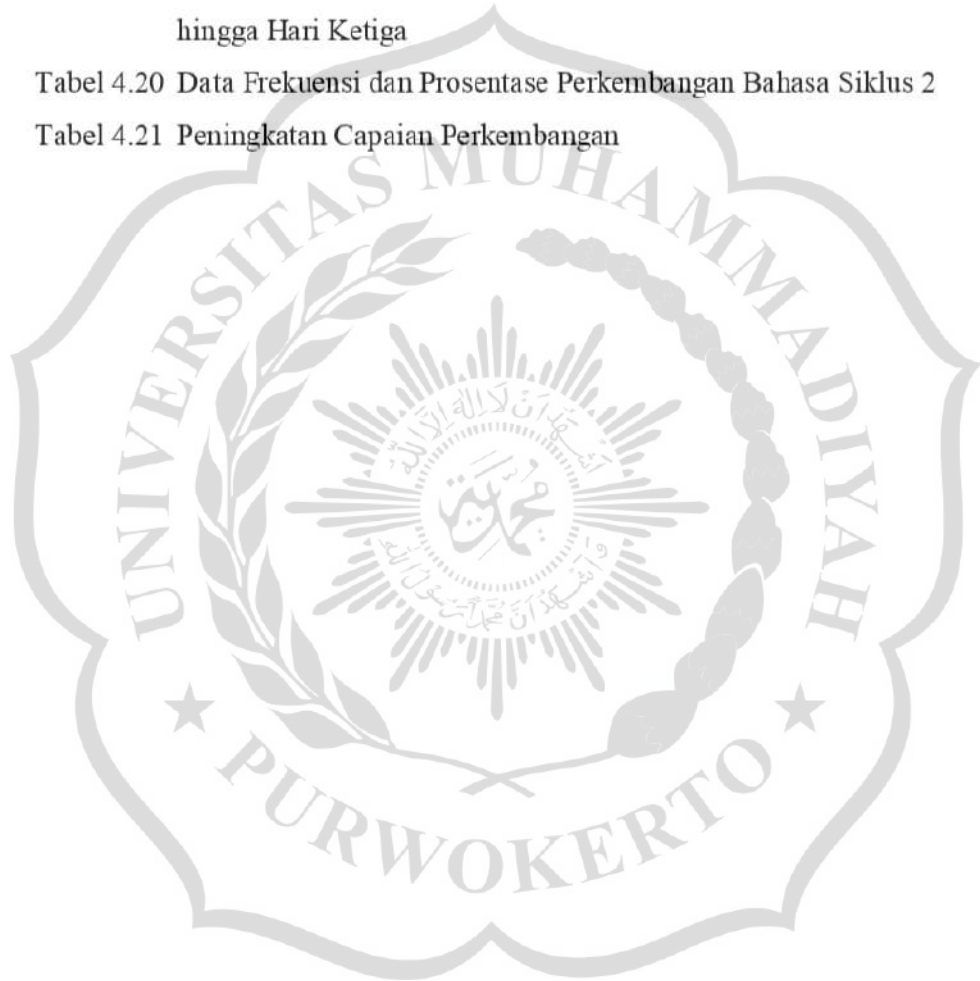 hingga Hari Ketiga
Tabel 4.20 Data Frekuensi dan Prosentase Perkembangan Bahasa Siklus 2
Tabel 4.21 Peningkatan Capaian Perkembangan
UNIVERSITAS MUHAMMADIYAH
PURWOKERTO